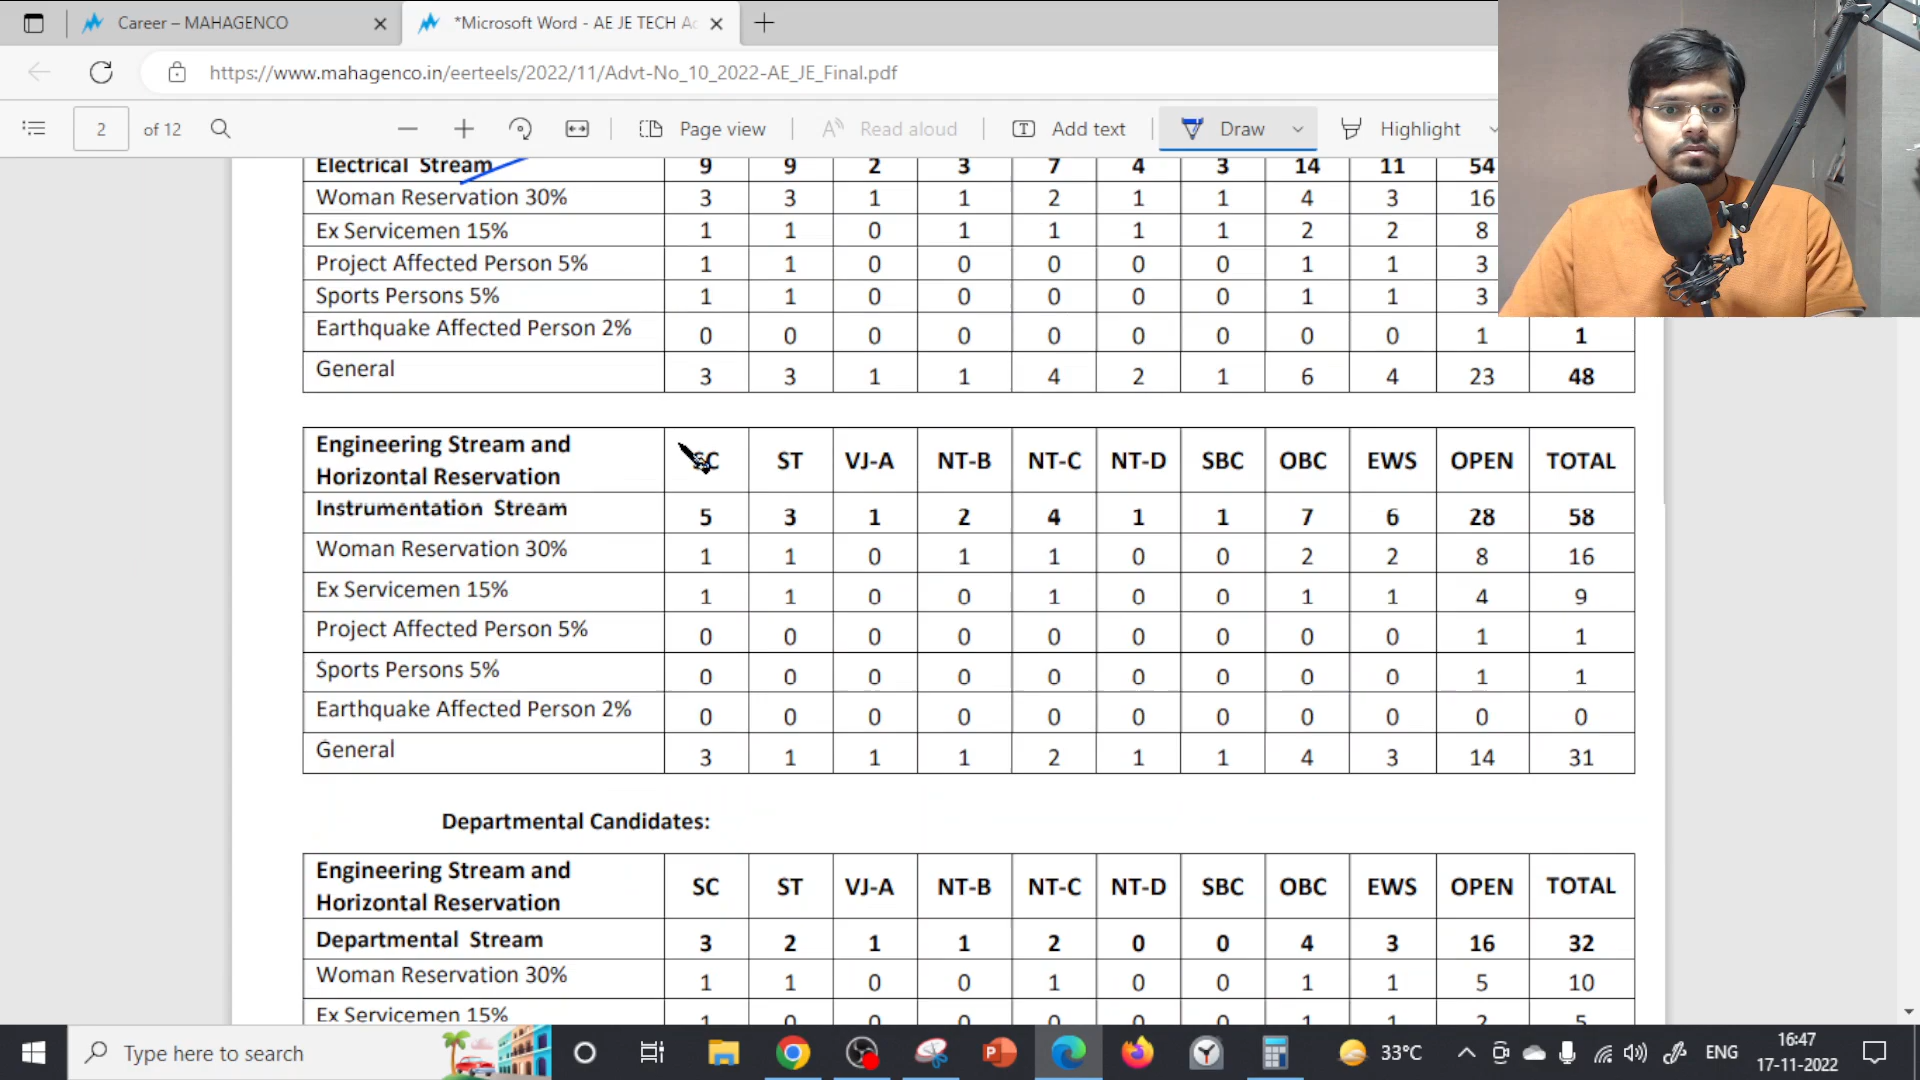 Career – MAHAGENCO
*Microsoft Word - AE JE TECH Ad
https://www.mahagenco.in/eerteels/2022/11/Advt-No_10_2022-AE_JE_Final.pdf
2 of 12 Page view Read aloud Add text Draw Highlight
Electrical Stream 9 9 2 3 7 4 3 14 11 54
Woman Reservation 30% 3 3 1 1 2 1 1 4 3 16
Ex Servicemen 15% 1 1 0 1 1 1 1 2 2 8
Project Affected Person 5% 1 1 0 0 0 0 0 1 1 3
Sports Persons 5% 1 1 0 0 0 0 0 1 1 3
Earthquake Affected Person 2% 0 0 0 0 0 0 0 0 0 1 1
General 3 3 1 1 4 2 1 6 4 23 48
Engineering Stream and
Horizontal Reservation SC ST VJ-A NT-B NT-C NT-D SBC OBC EWS OPEN TOTAL
Instrumentation Stream 5 3 1 2 4 1 1 7 6 28 58
Woman Reservation 30% 1 1 0 1 1 0 0 2 2 8 16
Ex Servicemen 15% 1 1 0 0 1 0 0 1 1 4 9
Project Affected Person 5% 0 0 0 0 0 0 0 0 0 1 1
Sports Persons 5% 0 0 0 0 0 0 0 0 0 1 1
Earthquake Affected Person 2% 0 0 0 0 0 0 0 0 0 0 0
General 3 1 1 1 2 1 1 4 3 14 31
Departmental Candidates:
Engineering Stream and
Horizontal Reservation SC ST VJ-A NT-B NT-C NT-D SBC OBC EWS OPEN TOTAL
Departmental Stream 3 2 1 1 2 0 0 4 3 16 32
Woman Reservation 30% 1 1 0 0 1 0 0 1 1 5 10
Ex Servicemen 15% 1 0 0 0 0 0 0 1 1 2 5
Type here to search 33°C ENG 16:47
17-11-2022